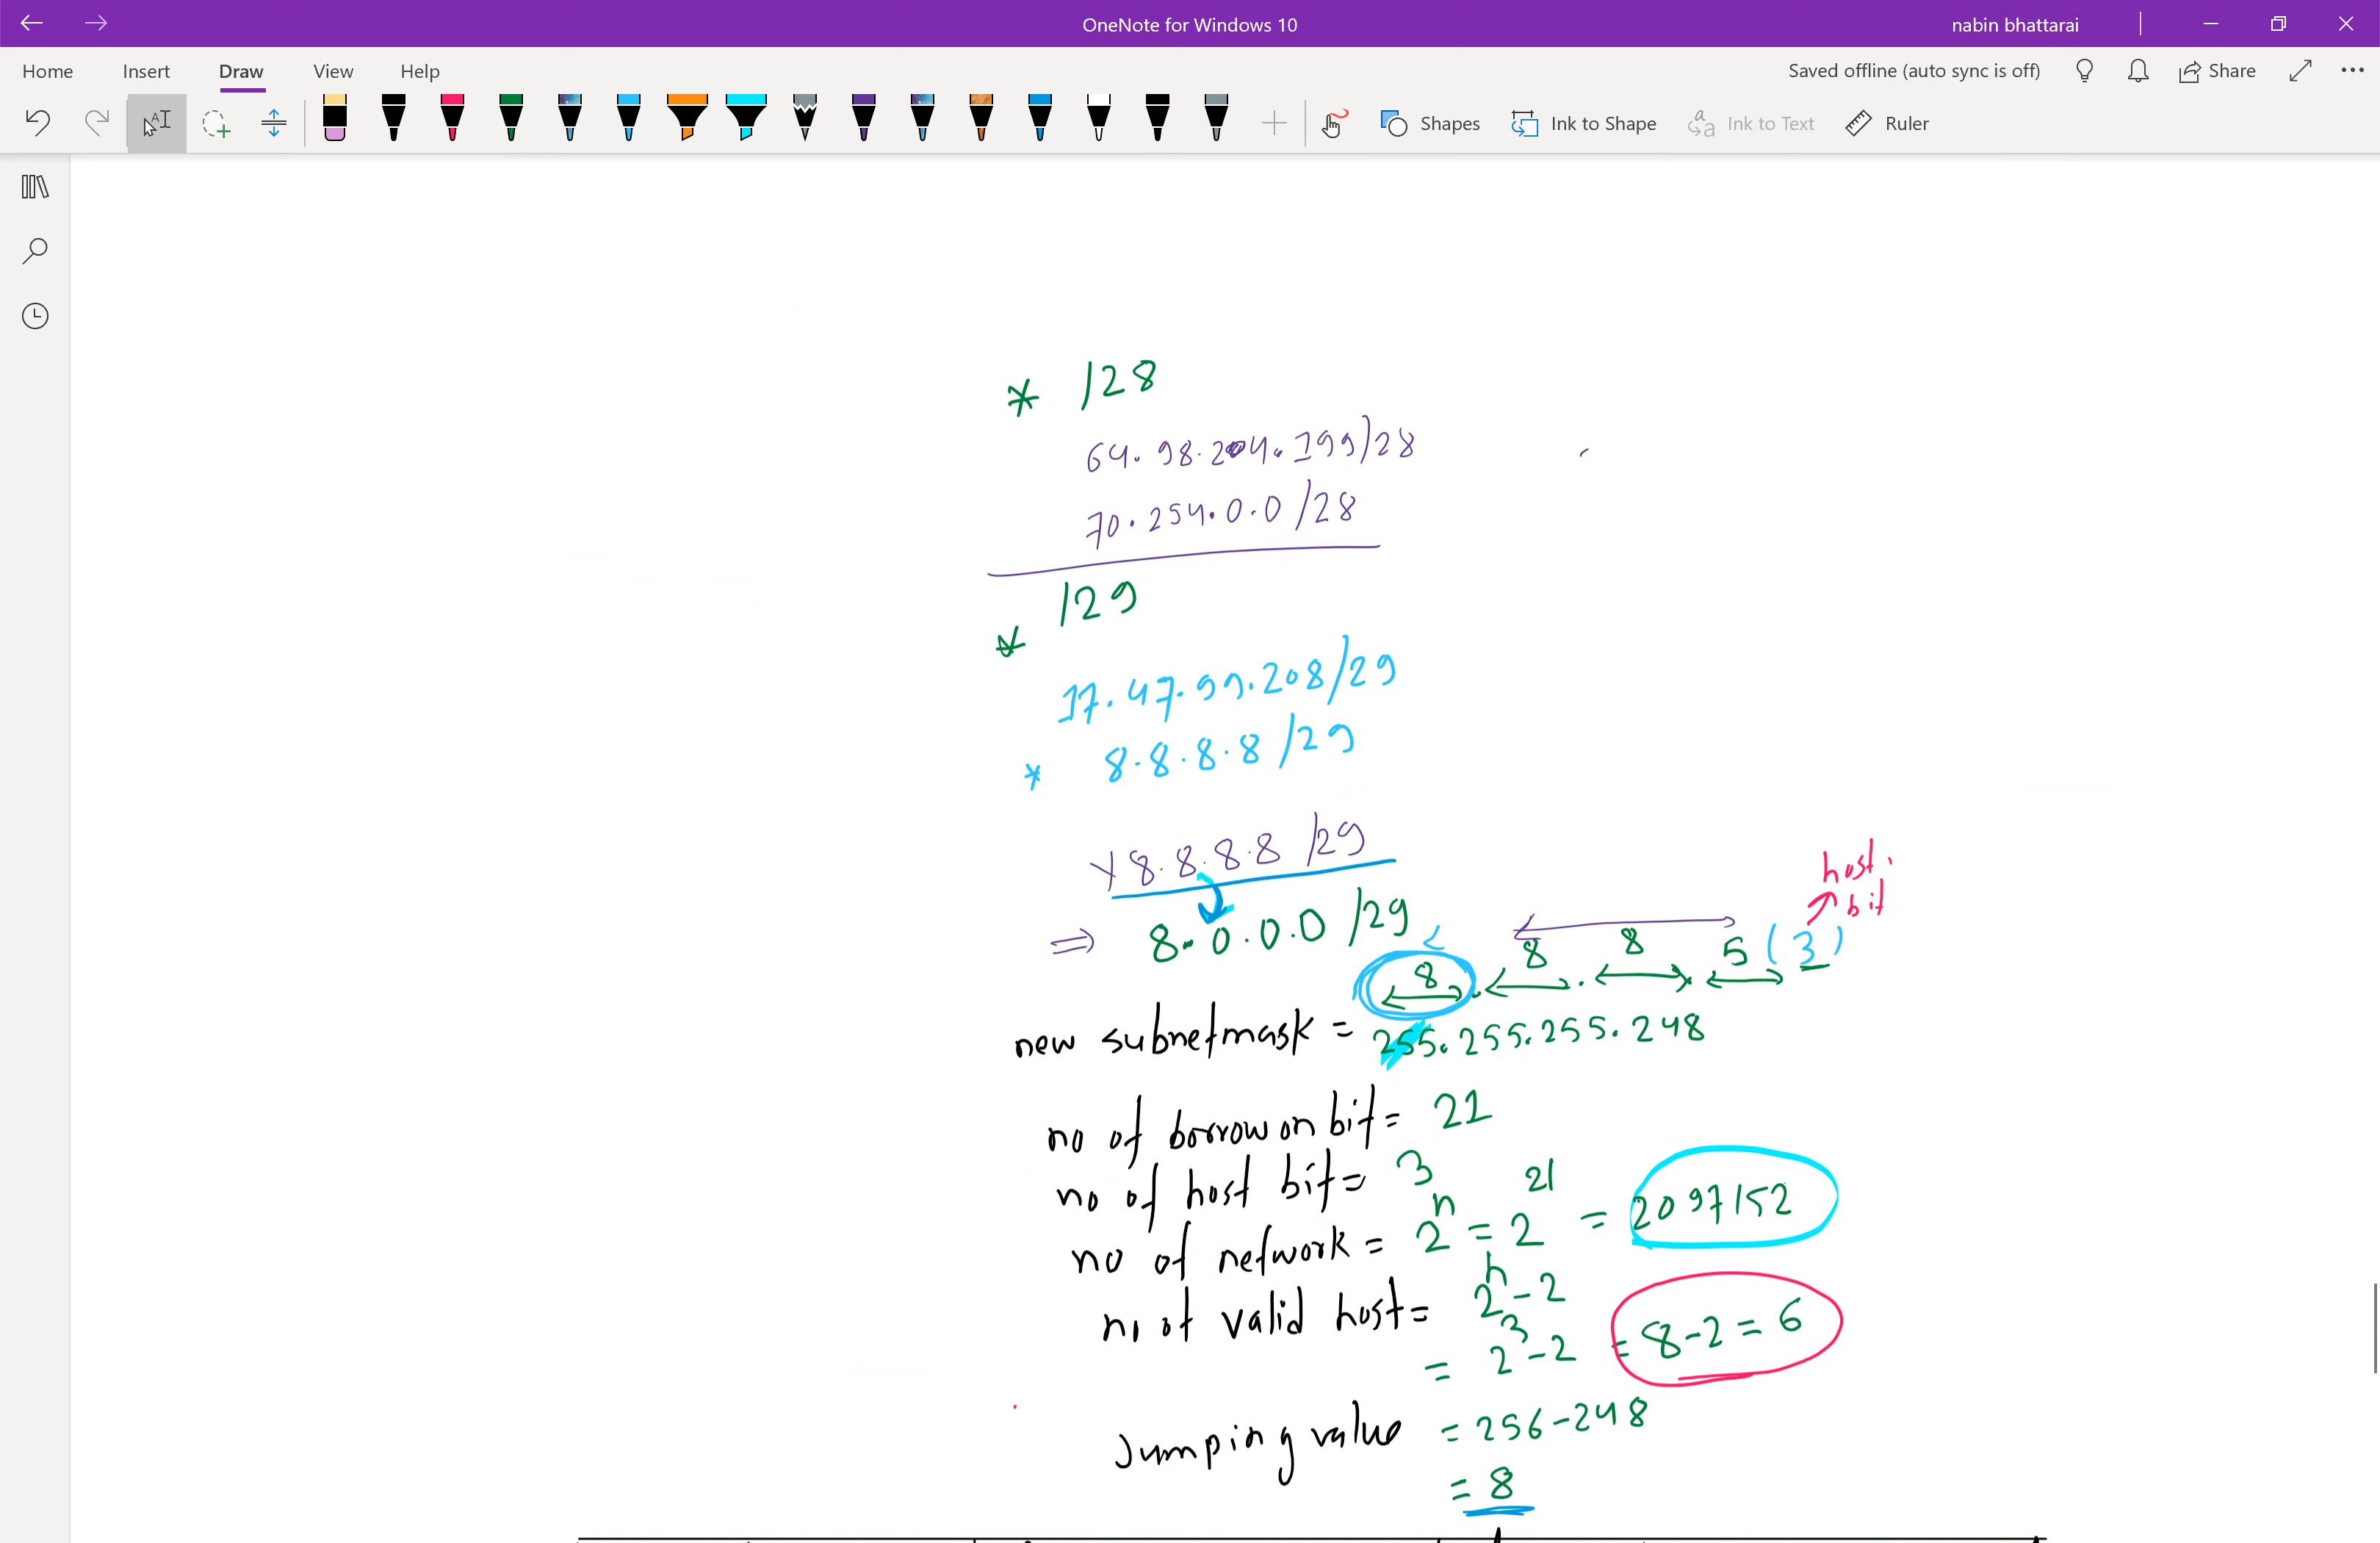 OneNote for Windows 10
nabin bhattarai
Home Insert Draw View Help
Saved offline (auto sync is off) Share
Shapes Ink to Shape Ink to Text Ruler
* /28
64.98.204.199/28
70.254.0.0/28
* /29
17.47.99.208/29
* 8.8.8.8/29
8.8.8.8/29
host
bit
⇒ 8.0.0.0/29
8 . 8 . 8 . 5 (3)
new subnetmask = 255.255.255.248
no of borrow on bit = 21
no of host bit = 3
no of network = 2^n = 2^21 = 2097152
no of valid host = 2^h - 2
= 2^3 - 2 = 8 - 2 = 6
Jumping value = 256 - 248
= 8